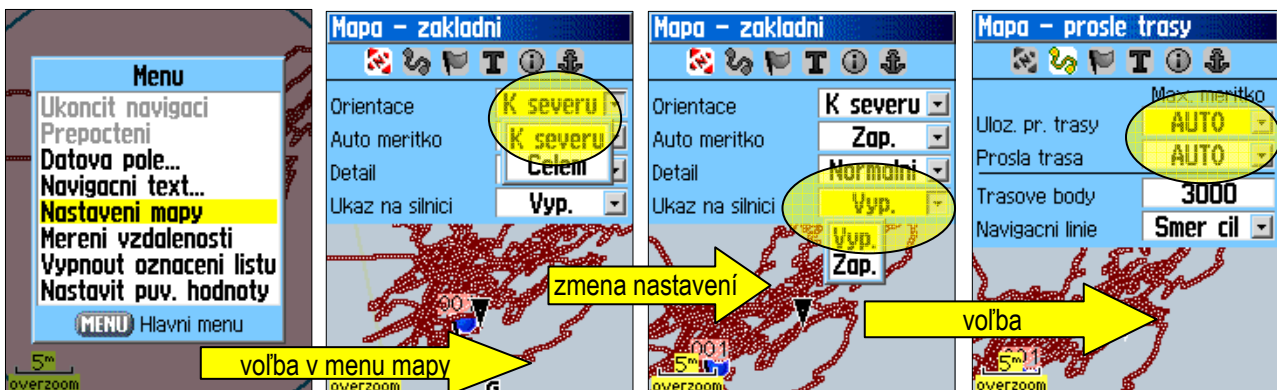 Menu
Ukoncit navigaci
Prepocteni
Datova pole...
Navigacni text...
Nastaveni mapy
Mereni vzdalenosti
Vypnout oznaceni listu
Nastavit puv. hodnoty
MENU Hlavni menu
5m
overzoom
voľba v menu mapy
Mapa - zakladni
Orientace K severu
K severu
Celem
Auto meritko
Detail
Ukaz na silnici Vyp.
001
overzoom
zmena nastavení
Mapa - zakladni
Orientace K severu
Auto meritko Zap.
Detail Normalni
Ukaz na silnici Vyp.
Vyp.
Zap.
001
5m
overzoom
voľba
Mapa - prosle trasy
Max. meritko
Uloz. pr. trasy AUTO
Prosla trasa AUTO
Trasove body 3000
Navigacni linie Smer cil
001
5m
overzoom